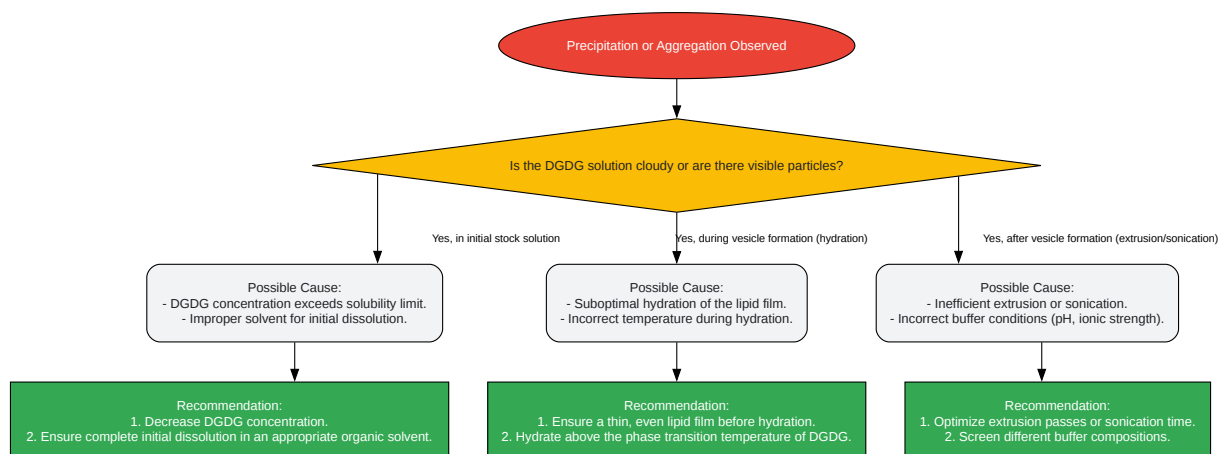 Precipitation or Aggregation Observed
Is the DGDG solution cloudy or are there visible particles?
Yes, in initial stock solution
Yes, during vesicle formation (hydration)
Yes, after vesicle formation (extrusion/sonication)
Possible Cause:
- DGDG concentration exceeds solubility limit.
- Improper solvent for initial dissolution.
Possible Cause:
- Suboptimal hydration of the lipid film.
- Incorrect temperature during hydration.
Possible Cause:
- Inefficient extrusion or sonication.
- Incorrect buffer conditions (pH, ionic strength).
Recommendation:
1. Decrease DGDG concentration.
2. Ensure complete initial dissolution in an appropriate organic solvent.
Recommendation:
1. Ensure a thin, even lipid film before hydration.
2. Hydrate above the phase transition temperature of DGDG.
Recommendation:
1. Optimize extrusion passes or sonication time.
2. Screen different buffer compositions.